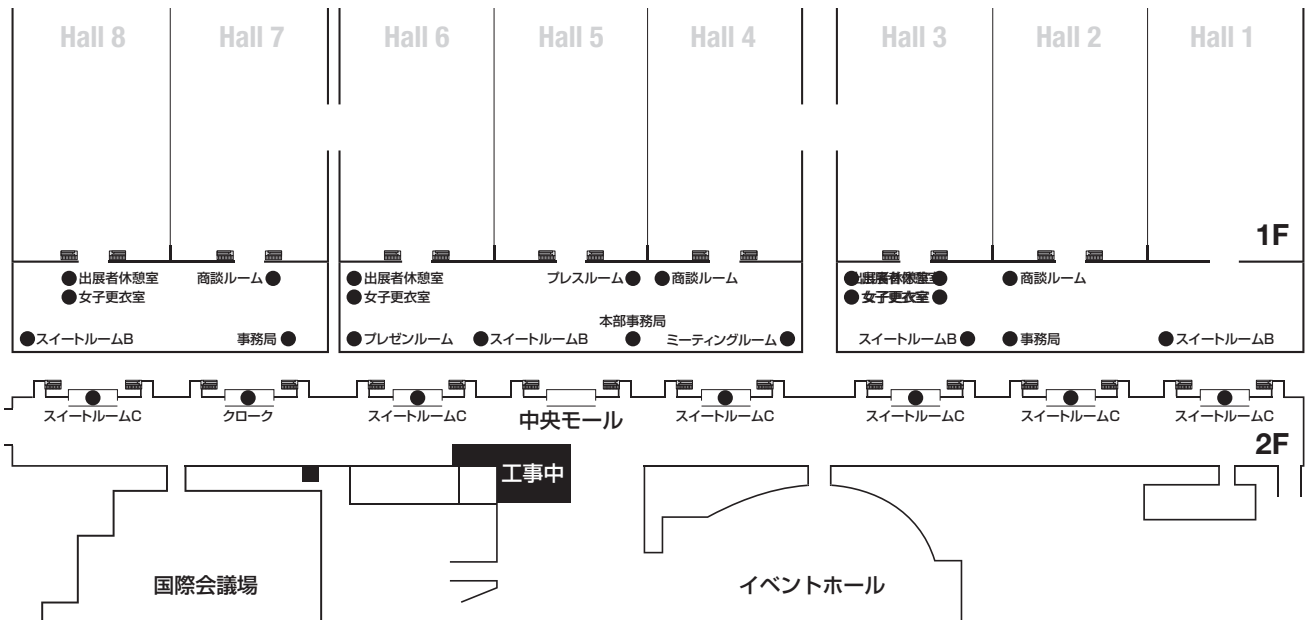 Hall 8
Hall 7
Hall 6
Hall 5
Hall 4
Hall 3
Hall 2
Hall 1
1F
出展者休憩室
商談ルーム
出展者休憩室
プレスルーム
商談ルーム
商談ルーム
女子更衣室
女子更衣室
女子更衣室
本部事務局
スイートルームB
事務局
プレゼンルーム
スイートルームB
ミーティングルーム
スイートルームB
事務局
スイートルームB
スイートルームC
クローク
スイートルームC
中央モール
スイートルームC
スイートルームC
スイートルームC
スイートルームC
2F
工事中
国際会議場
イベントホール